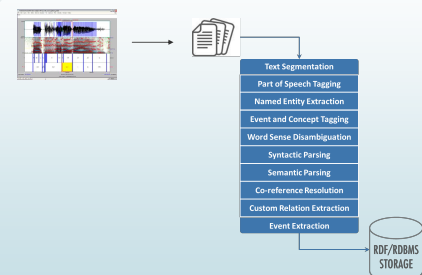 Text Segmentation
Part of Speech Tagging
Named Entity Extraction
Event and Concept Tagging
Word Sense Disambiguation
Syntactic Parsing
Semantic Parsing
Co-reference Resolution
Custom Relation Extraction
Event Extraction
RDF/RDBMS
STORAGE